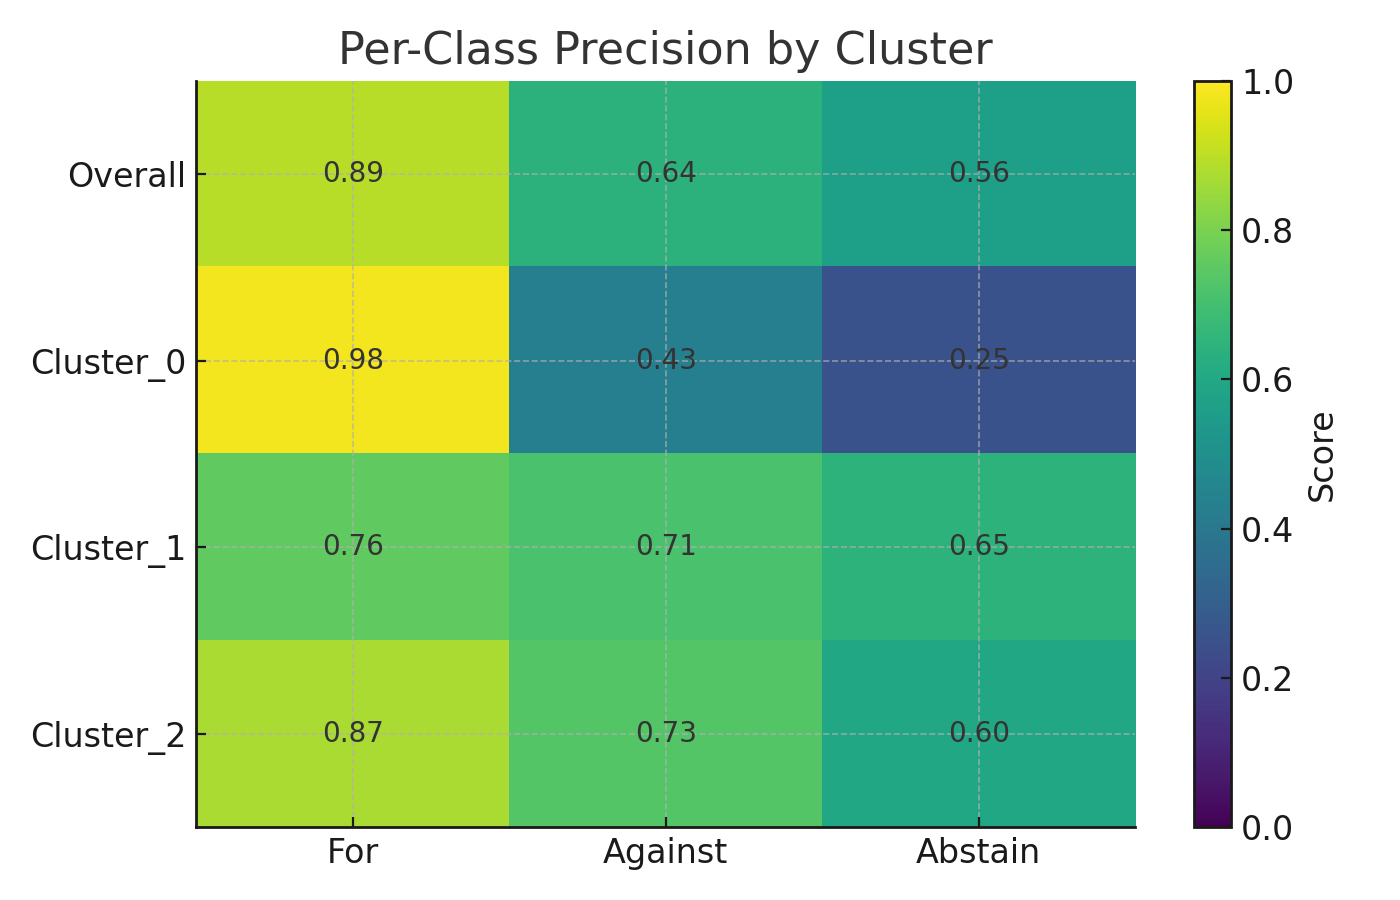 Per-Class Precision by Cluster
Overall 0.89 0.64 0.56
Cluster_0 0.98 0.43 0.25
Cluster_1 0.76 0.71 0.65
Cluster_2 0.87 0.73 0.60
For Against Abstain
1.0
0.8
0.6
0.4
0.2
0.0
Score